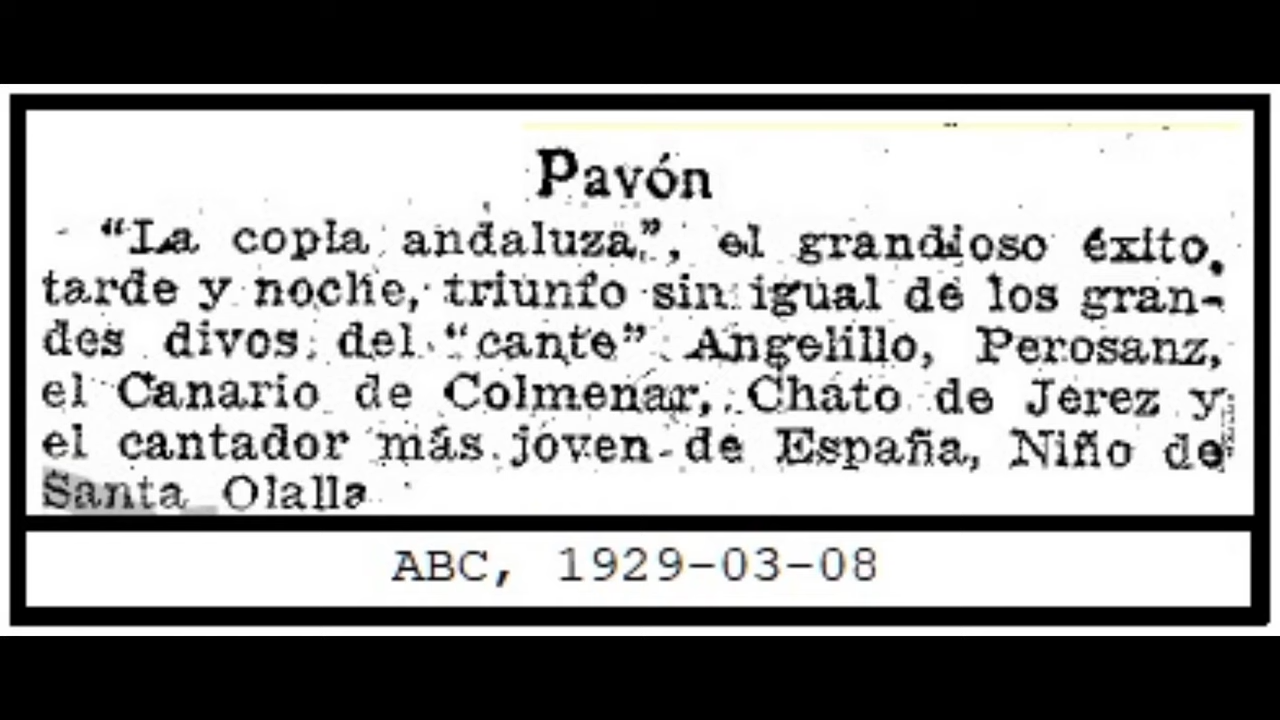 Pavón
"La copla andaluza", el grandioso éxito,
tarde y noche, triunfo sin igual de los gran-
des divos del "cante" Angelillo, Perosanz,
el Canario de Colmenar, Chato de Jerez y
el cantador más joven de España, Niño de
Santa Olalla
ABC, 1929-03-08